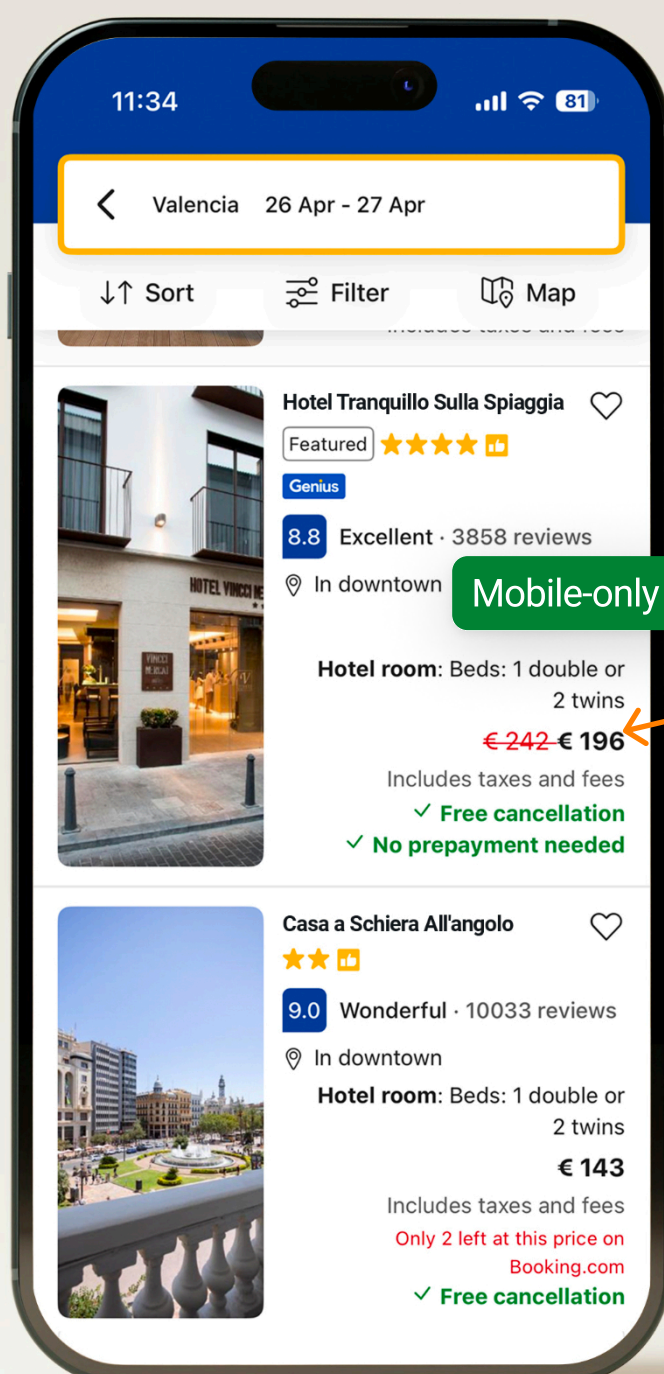 11:34
81
Valencia 26 Apr - 27 Apr
Sort
Filter
Map
Hotel Tranquillo Sulla Spiaggia
Featured
Genius
8.8 Excellent · 3858 reviews
In downtown
Mobile-only
HOTEL VINCCI ME
VINCCI
MERCAT
Hotel room: Beds: 1 double or
2 twins
€ 242 € 196
Includes taxes and fees
✓ Free cancellation
✓ No prepayment needed
Casa a Schiera All'angolo
9.0 Wonderful · 10033 reviews
In downtown
Hotel room: Beds: 1 double or
2 twins
€ 143
Includes taxes and fees
Only 2 left at this price on
Booking.com
✓ Free cancellation